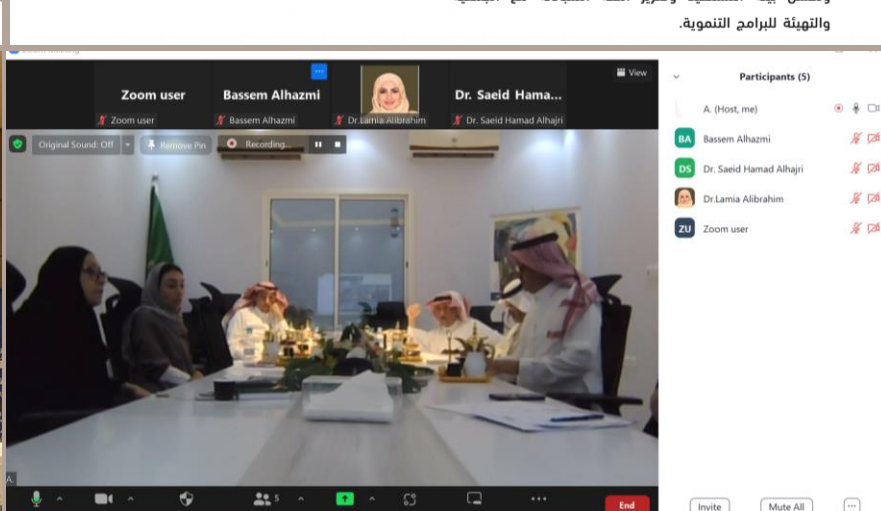 والتهيئة للبرامج التنموية.
Zoom Meeting
View
Zoom user
Bassem Alhazmi
Dr. Saeid Hama...
Zoom user
Bassem Alhazmi
Dr.Lamia Alibrahim
Dr. Saeid Hamad Alhajri
Original Sound: Off
Remove Pin
Recording...
A.
5
End
Participants (5)
A. (Host, me)
BA Bassem Alhazmi
DS Dr. Saeid Hamad Alhajri
Dr.Lamia Alibrahim
ZU Zoom user
Invite
Mute All